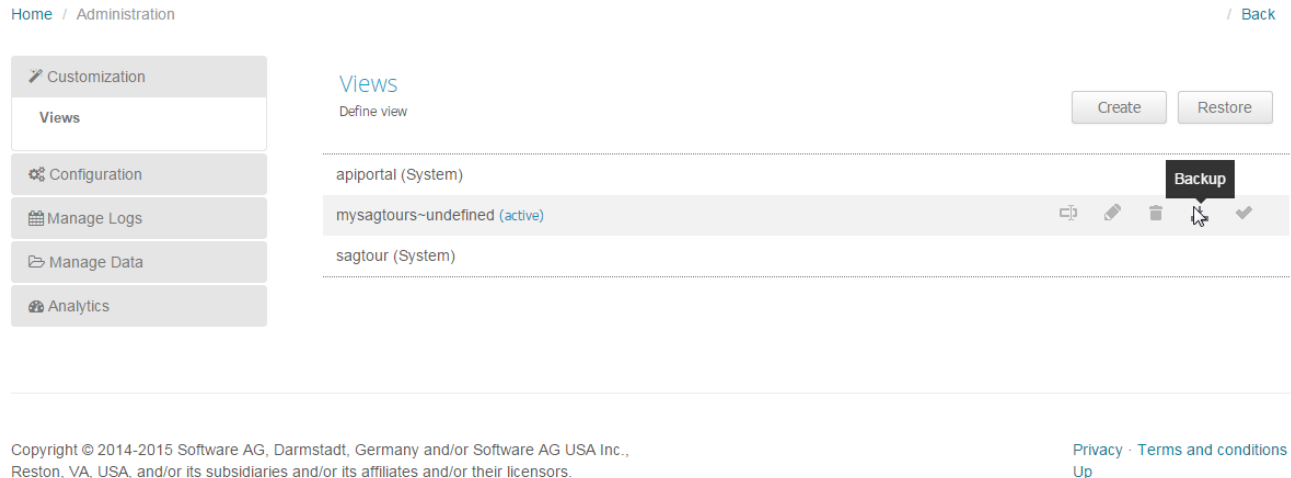 Home / Administration
/ Back
Customization
Views
Configuration
Manage Logs
Manage Data
Analytics
Views
Define view
Create
Restore
apiportal (System)
Backup
mysagtours~undefined (active)
sagtour (System)
Copyright © 2014-2015 Software AG, Darmstadt, Germany and/or Software AG USA Inc.,
Reston, VA, USA, and/or its subsidiaries and/or its affiliates and/or their licensors.
Privacy · Terms and conditions
Up